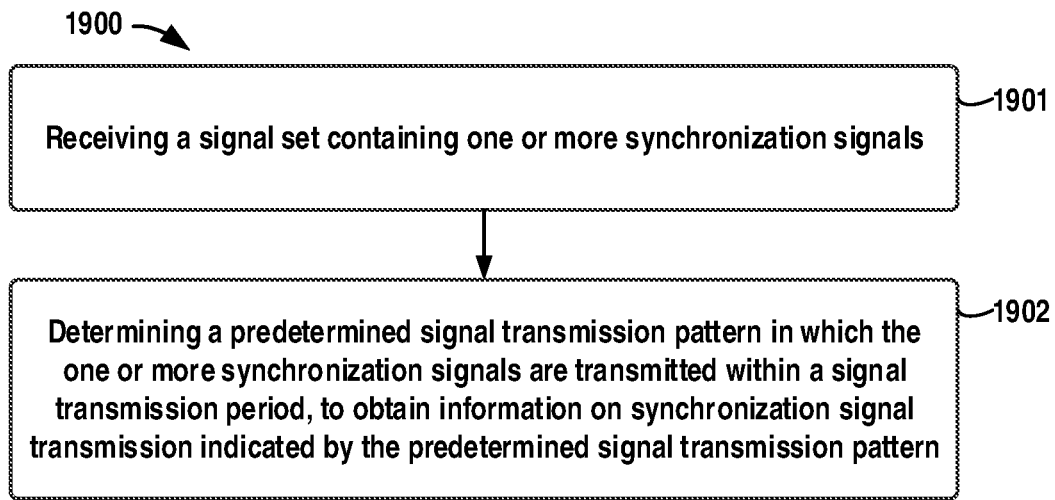 1900
1901
Receiving a signal set containing one or more synchronization signals
1902
Determining a predetermined signal transmission pattern in which the
one or more synchronization signals are transmitted within a signal
transmission period, to obtain information on synchronization signal
transmission indicated by the predetermined signal transmission pattern